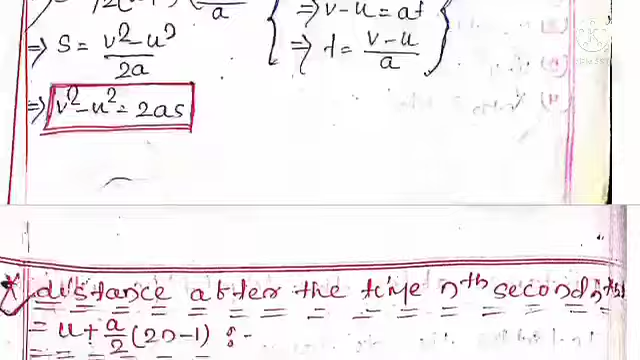 ⇒ v - u = at
⇒ S = v² - u² / 2a
⇒ t = v - u / a
⇒ v² - u² = 2as
distance after the time nth second
= u + a/2 (2n - 1) :-